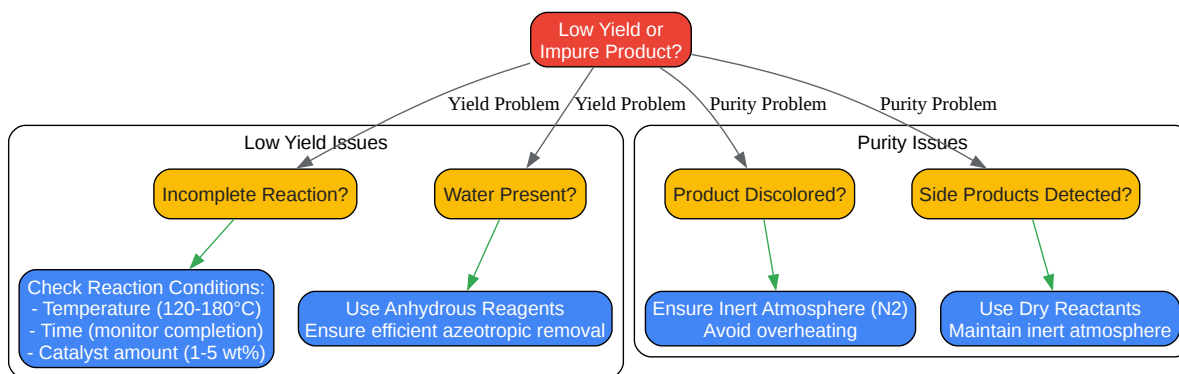 Low Yield or
Impure Product?
Yield Problem
Yield Problem
Purity Problem
Purity Problem
Low Yield Issues
Purity Issues
Incomplete Reaction?
Water Present?
Product Discolored?
Side Products Detected?
Check Reaction Conditions:
- Temperature (120-180°C)
- Time (monitor completion)
- Catalyst amount (1-5 wt%)
Use Anhydrous Reagents
Ensure efficient azeotropic removal
Ensure Inert Atmosphere (N2)
Avoid overheating
Use Dry Reactants
Maintain inert atmosphere